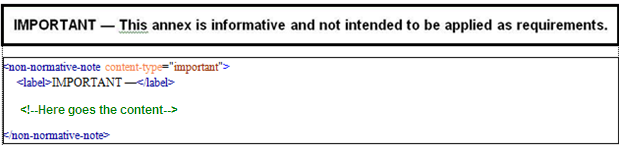 IMPORTANT — This annex is informative and not intended to be applied as requirements.
<non-normative-note content-type="important">
<label>IMPORTANT —</label>
<!--Here goes the content-->
</non-normative-note>